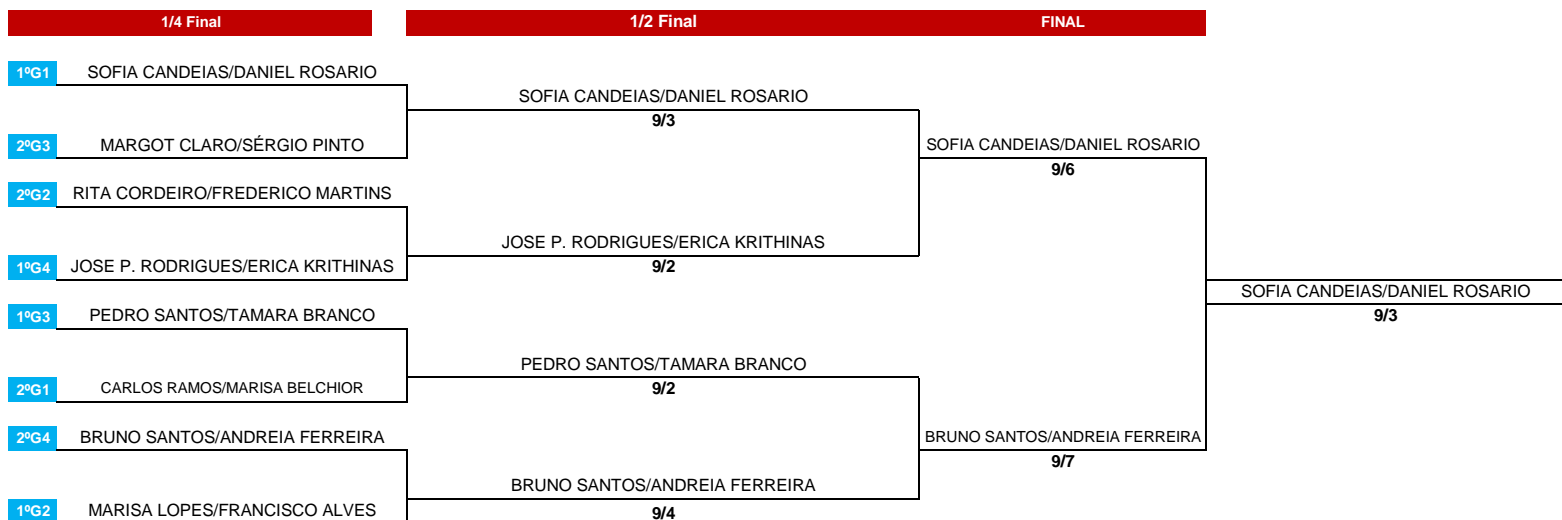 1/4 Final
1/2 Final
FINAL
1ºG1 SOFIA CANDEIAS/DANIEL ROSARIO
SOFIA CANDEIAS/DANIEL ROSARIO
9/3
2ºG3 MARGOT CLARO/SÉRGIO PINTO
SOFIA CANDEIAS/DANIEL ROSARIO
9/6
2ºG2 RITA CORDEIRO/FREDERICO MARTINS
JOSE P. RODRIGUES/ERICA KRITHINAS
9/2
1ºG4 JOSE P. RODRIGUES/ERICA KRITHINAS
SOFIA CANDEIAS/DANIEL ROSARIO
9/3
1ºG3 PEDRO SANTOS/TAMARA BRANCO
PEDRO SANTOS/TAMARA BRANCO
9/2
2ºG1 CARLOS RAMOS/MARISA BELCHIOR
2ºG4 BRUNO SANTOS/ANDREIA FERREIRA
BRUNO SANTOS/ANDREIA FERREIRA
9/7
BRUNO SANTOS/ANDREIA FERREIRA
9/4
1ºG2 MARISA LOPES/FRANCISCO ALVES